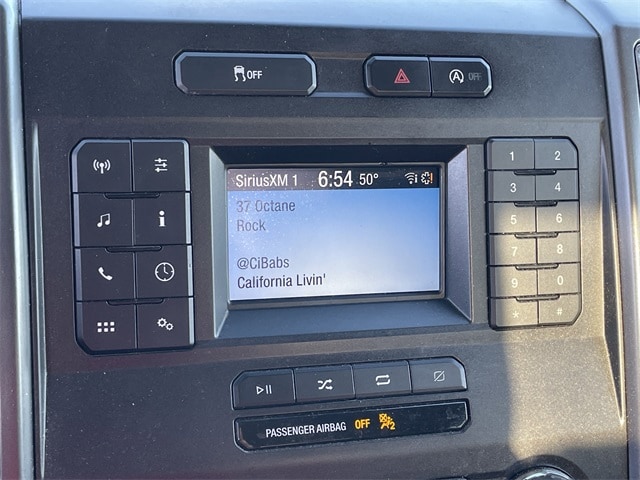 OFF
OFF
SiriusXM 1 6:54 50°
37 Octane
Rock
@CiBabs
California Livin'
1 2
3 4
5 6
7 8
9 0
* #
PASSENGER AIRBAG OFF 2